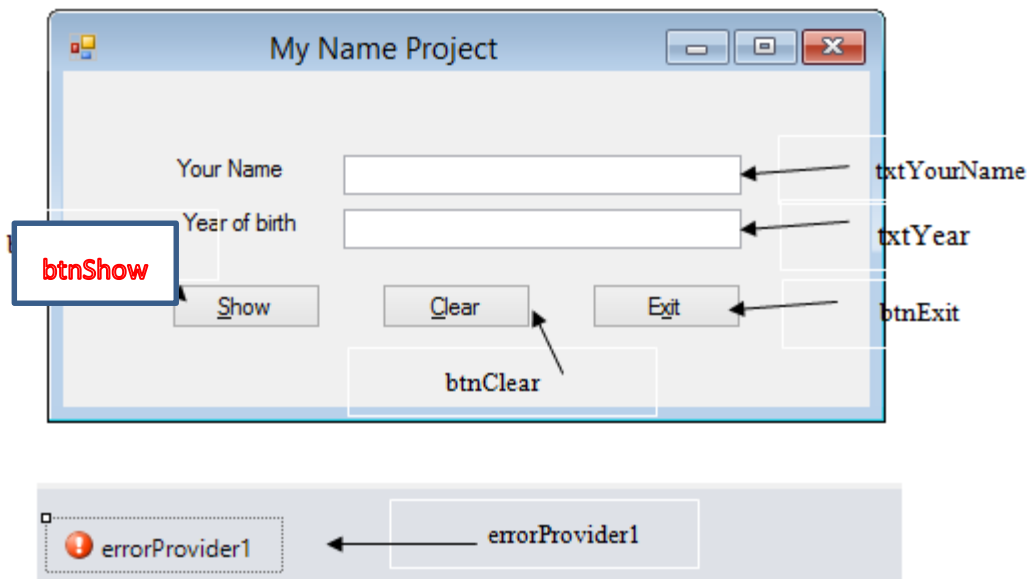 My Name Project
Your Name
txtYourName
Year of birth
txtYear
btnShow
Show
Clear
Exit
btnExit
btnClear
errorProvider1
errorProvider1